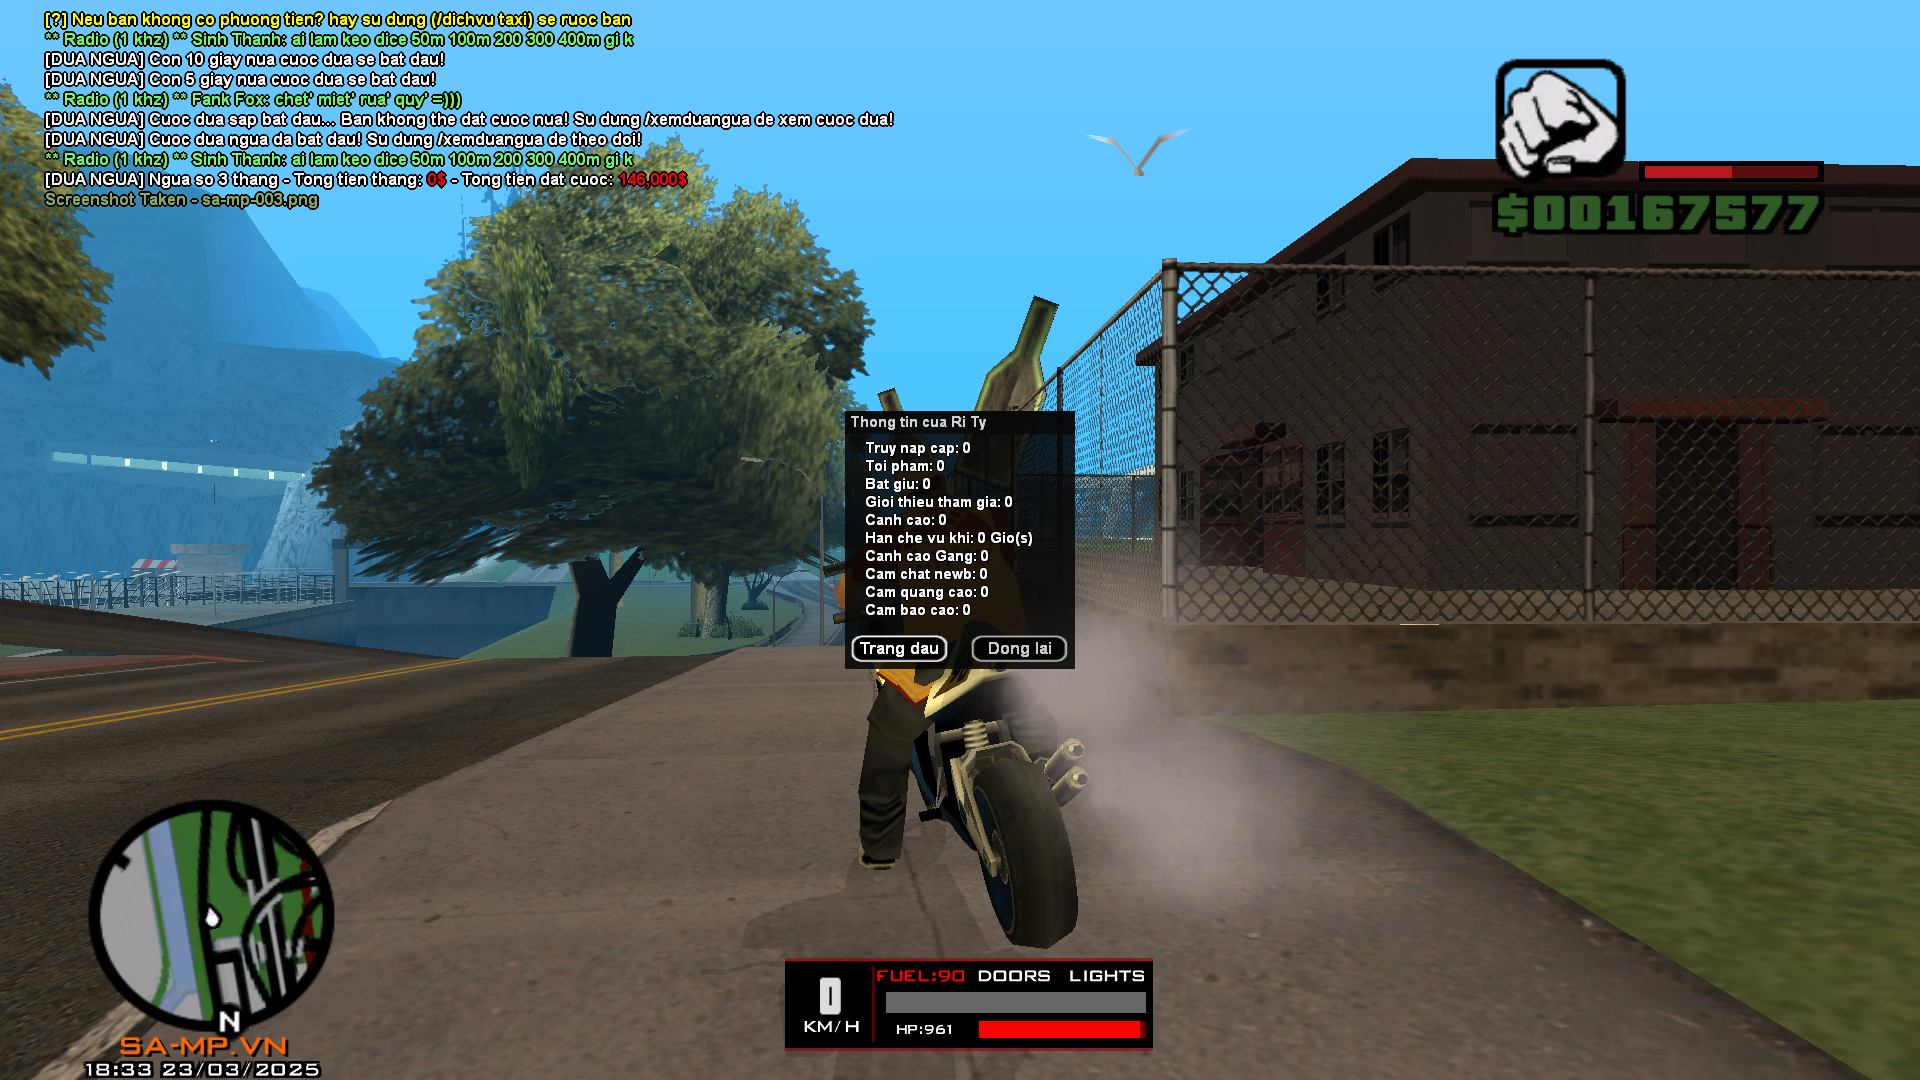 [?] Neu ban khong co phuong tien? hay su dung (/dichvu taxi) se ruoc ban
** Radio (1 khz) ** Sinh Thanh: ai lam keo dice 50m 100m 200 300 400m gi k
[DUA NGUA] Con 10 giay nua cuoc dua se bat dau!
[DUA NGUA] Con 5 giay nua cuoc dua se bat dau!
** Radio (1 khz) ** Fank Fox: chet' miet' rua' quy' =)))
[DUA NGUA] Cuoc dua sap bat dau... Ban khong the dat cuoc nua! Su dung /xemduangua de xem cuoc dua!
[DUA NGUA] Cuoc dua ngua da bat dau! Su dung /xemduangua de theo doi!
** Radio (1 khz) ** Sinh Thanh: ai lam keo dice 50m 100m 200 300 400m gi k
[DUA NGUA] Ngua so 3 thang - Tong tien thang: 0$ - Tong tien dat cuoc: 146,000$
Screenshot Taken - sa-mp-003.png
$00167577
Thong tin cua Ri Ty
Truy nap cap: 0
Toi pham: 0
Bat giu: 0
Gioi thieu tham gia: 0
Canh cao: 0
Han che vu khi: 0 Gio(s)
Canh cao Gang: 0
Cam chat newb: 0
Cam quang cao: 0
Cam bao cao: 0
Trang dau Dong lai
FUEL:90 DOORS LIGHTS
0
KM/H HP:961
N
SA-MP.VN
18:33 23/03/2025